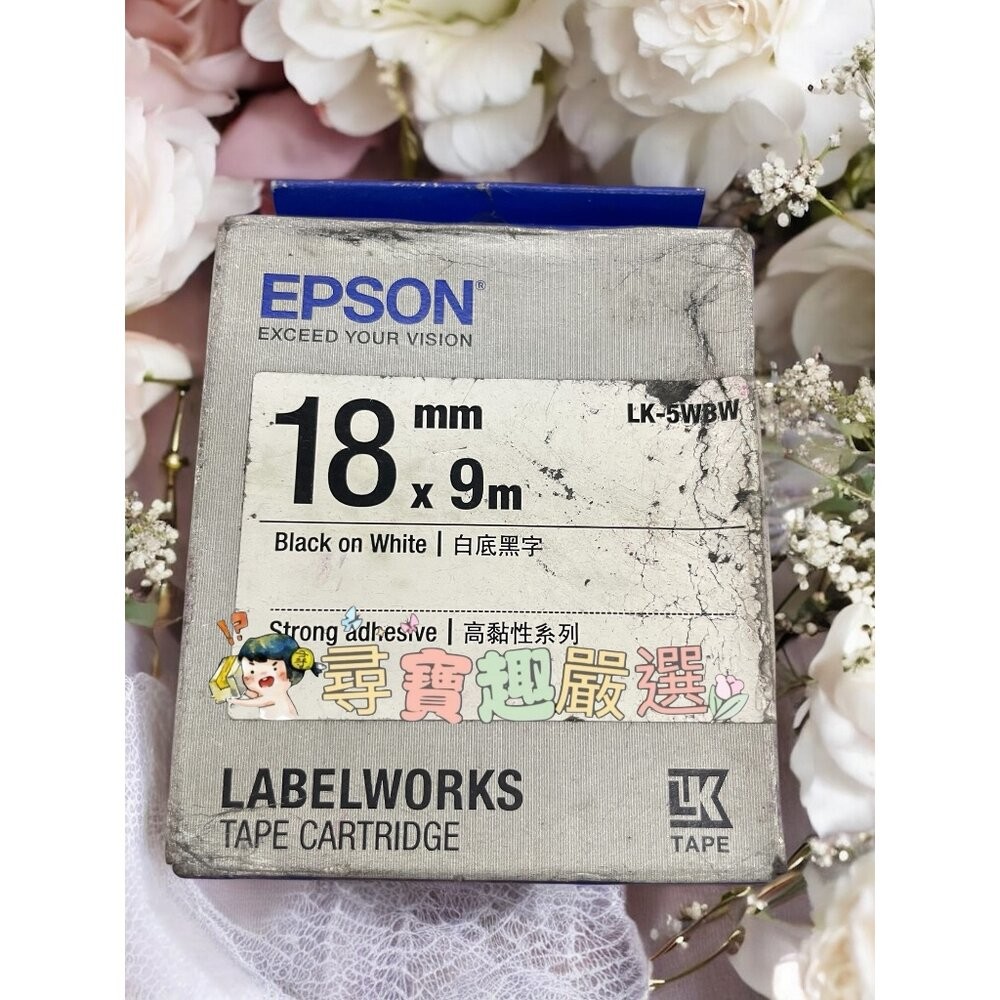 EPSON®
EXCEED YOUR VISION
18 mm x 9m
LK-5WBW
Black on White | 白底黑字
Strong adhesive | 高黏性系列
!?
尋
尋寶趣嚴選
LABELWORKS
TAPE CARTRIDGE
LK
TAPE